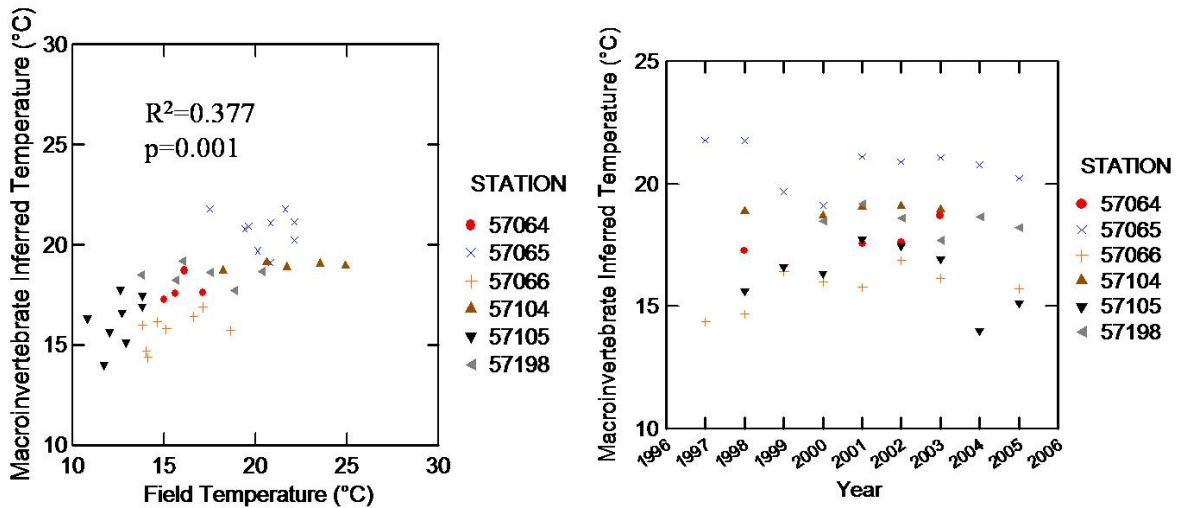 Macroinvertebrate Inferred Temperature (°C)
30
25
20
15
10
R²=0.377
p=0.001
10 15 20 25 30
Field Temperature (°C)
STATION
57064
57065
57066
57104
57105
57198
Macroinvertebrate Inferred Temperature (°C)
25
20
15
10
1996 1997 1998 1999 2000 2001 2002 2003 2004 2005 2006
Year
STATION
57064
57065
57066
57104
57105
57198